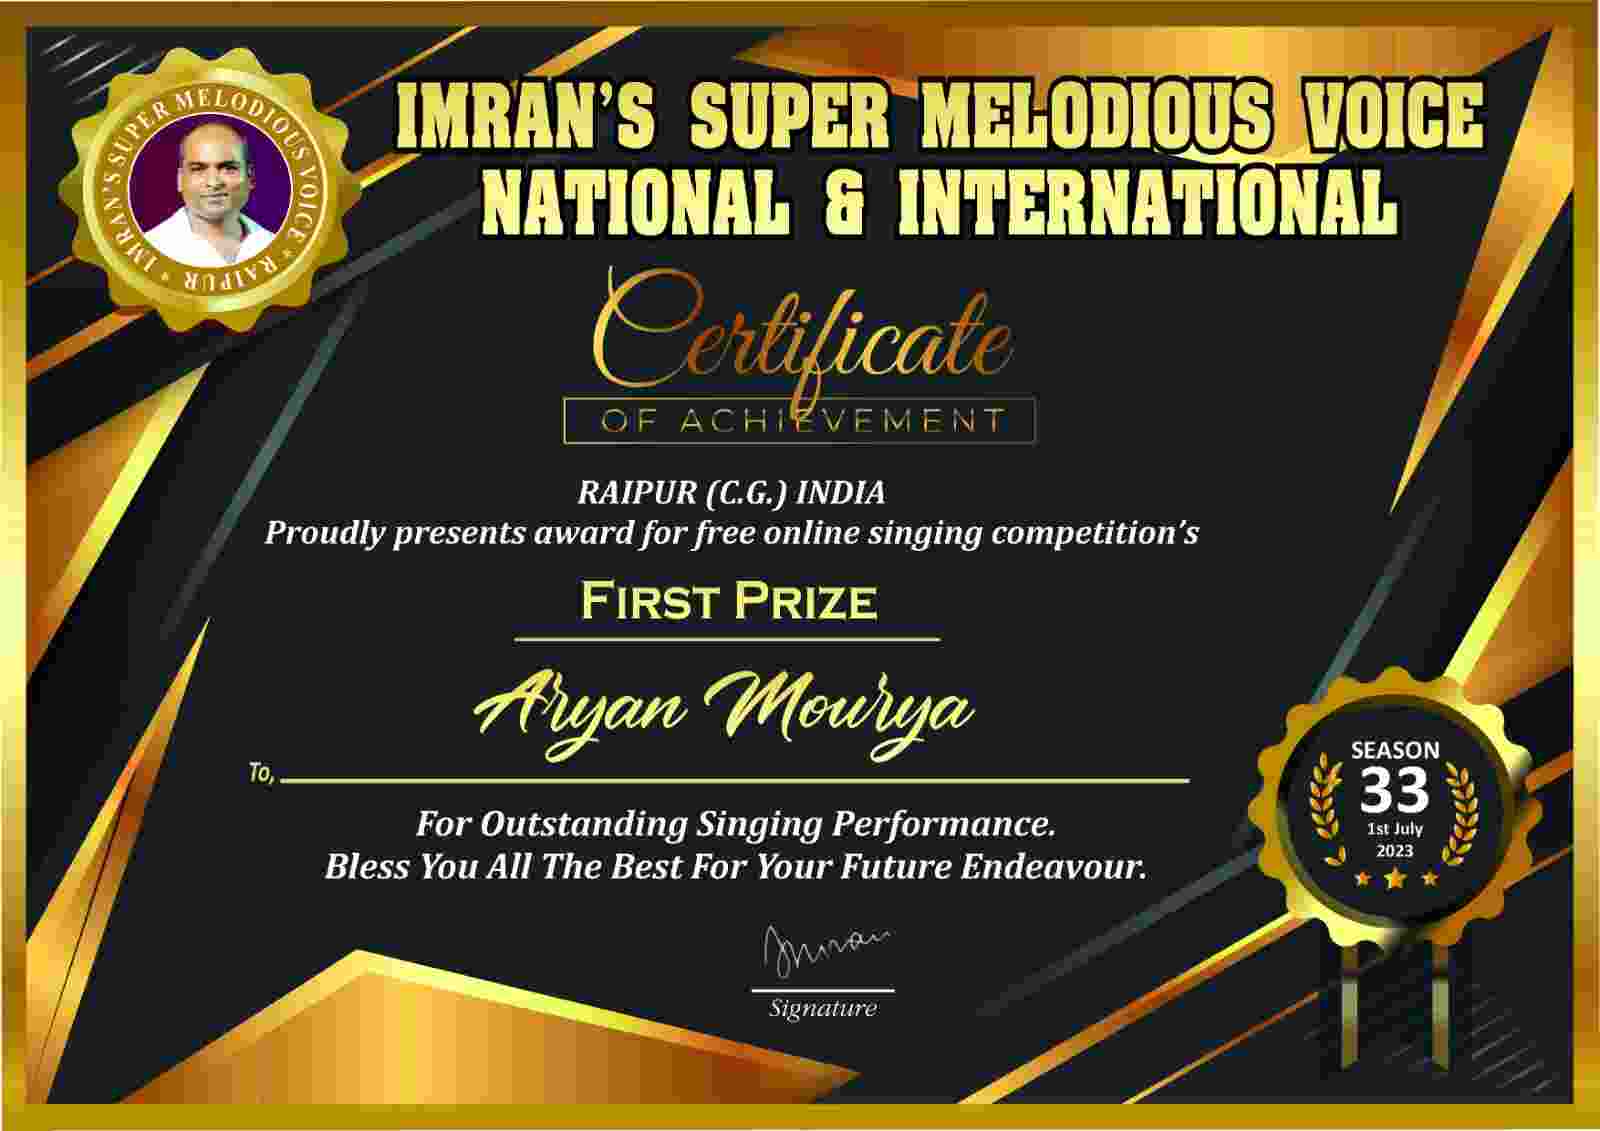 IMRAN'S SUPER MELODIOUS VOICE
RAIPUR
IMRAN'S SUPER MELODIOUS VOICE
NATIONAL & INTERNATIONAL
Certificate
OF ACHIEVEMENT
RAIPUR (C.G.) INDIA
Proudly presents award for free online singing competition's
FIRST PRIZE
Aryan Mourya
To,
For Outstanding Singing Performance.
Bless You All The Best For Your Future Endeavour.
Imran
Signature
SEASON
33
1st July
2023